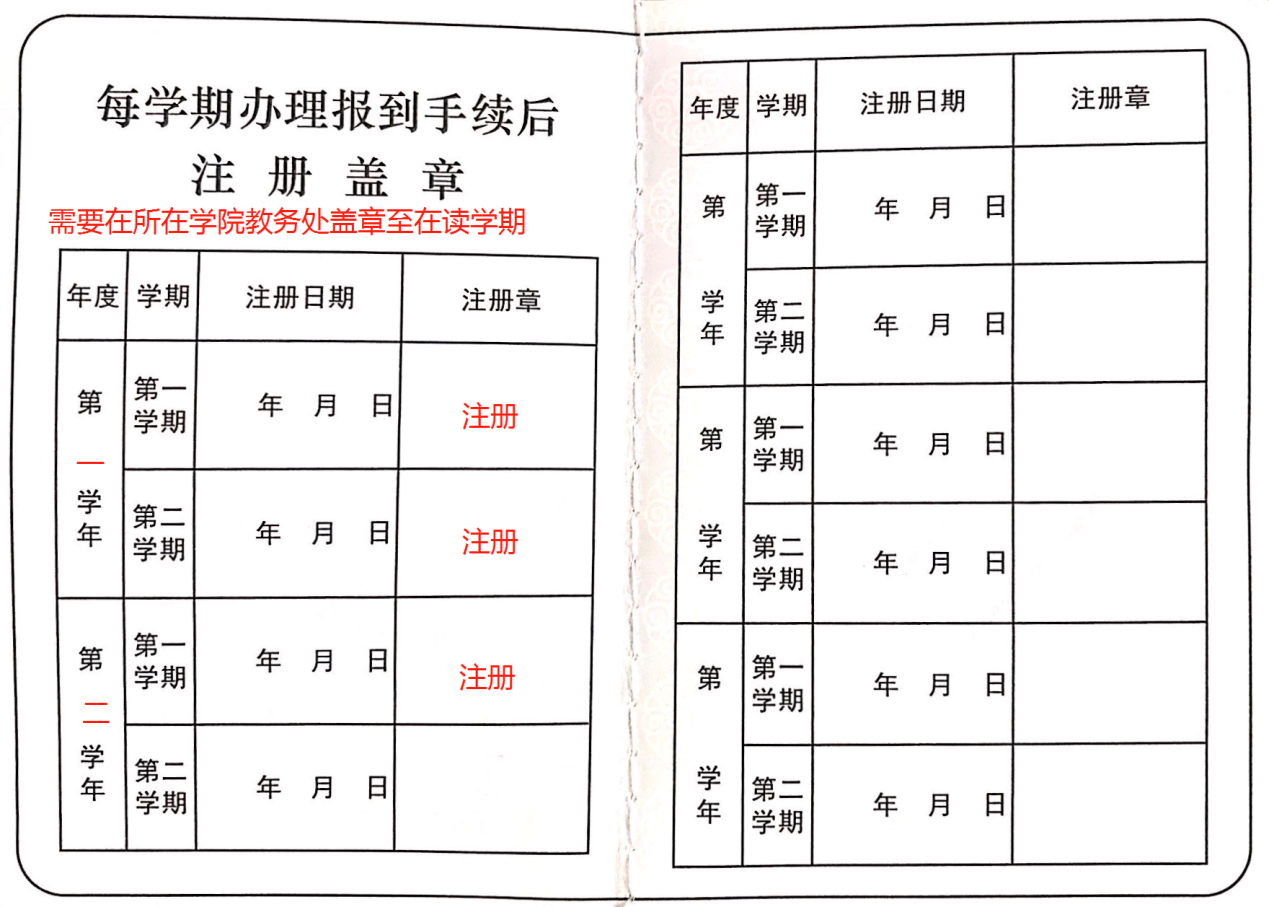 每学期办理报到手续后
注册盖章
需要在所在学院教务处盖章至在读学期
年度 学期 注册日期 注册章
第一学年 第一学期 年 月 日 注册
第二学期 年 月 日 注册
第二学年 第一学期 年 月 日 注册
第二学期 年 月 日
年度 学期 注册日期 注册章
第 学年 第一学期 年 月 日
第二学期 年 月 日
第 学年 第一学期 年 月 日
第二学期 年 月 日
第 学年 第一学期 年 月 日
第二学期 年 月 日